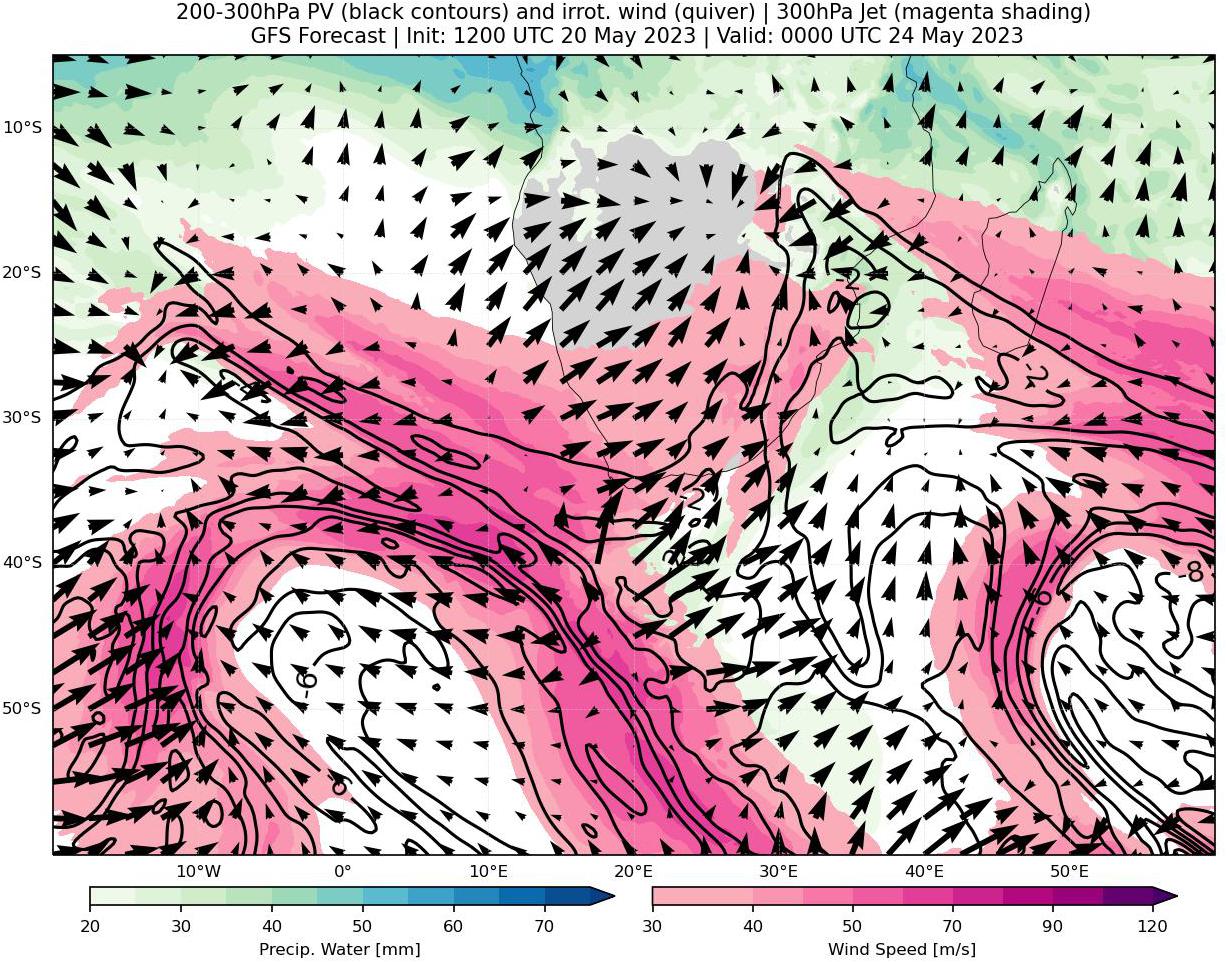 200-300hPa PV (black contours) and irrot. wind (quiver) | 300hPa Jet (magenta shading)
GFS Forecast | Init: 1200 UTC 20 May 2023 | Valid: 0000 UTC 24 May 2023
10°S
20°S
30°S
40°S
50°S
-2
-2
-2
-6
-8
-6
10°W
0°
10°E
20°E
30°E
40°E
50°E
20
30
40
50
60
70
30
40
50
70
90
120
Precip. Water [mm]
Wind Speed [m/s]